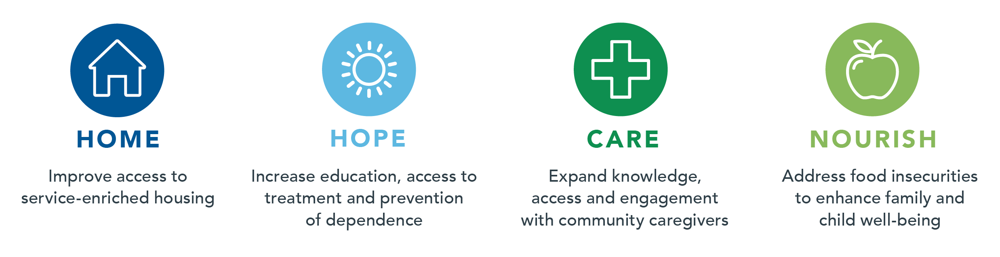 HOME
Improve access to
service-enriched housing
HOPE
Increase education, access to
treatment and prevention
of dependence
CARE
Expand knowledge,
access and engagement
with community caregivers
NOURISH
Address food insecurities
to enhance family and
child well-being